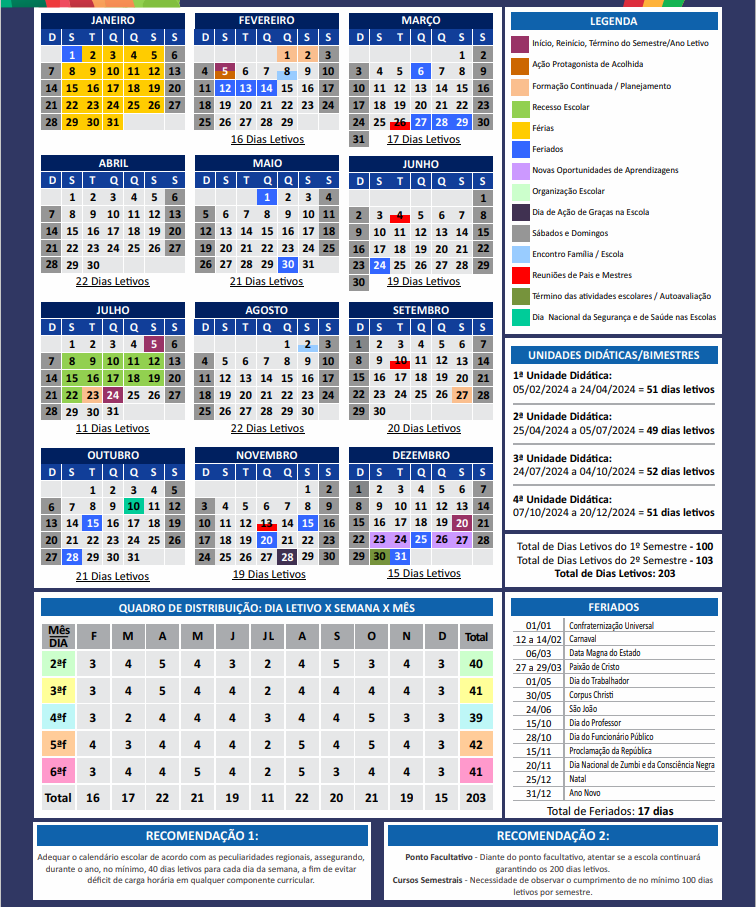 JANEIRO
D S T Q Q S S
1 2 3 4 5 6
7 8 9 10 11 12 13
14 15 16 17 18 19 20
21 22 23 24 25 26 27
28 29 30 31
FEVEREIRO
D S T Q Q S S
1 2 3
4 5 6 7 8 9 10
11 12 13 14 15 16 17
18 19 20 21 22 23 24
25 26 27 28 29
16 Dias Letivos
MARÇO
D S T Q Q S S
1 2
3 4 5 6 7 8 9
10 11 12 13 14 15 16
17 18 19 20 21 22 23
24 25 26 27 28 29 30
31
17 Dias Letivos
ABRIL
D S T Q Q S S
1 2 3 4 5 6
7 8 9 10 11 12 13
14 15 16 17 18 19 20
21 22 23 24 25 26 27
28 29 30
22 Dias Letivos
MAIO
D S T Q Q S S
1 2 3 4
5 6 7 8 9 10 11
12 13 14 15 16 17 18
19 20 21 22 23 24 25
26 27 28 29 30 31
21 Dias Letivos
JUNHO
D S T Q Q S S
1
2 3 4 5 6 7 8
9 10 11 12 13 14 15
16 17 18 19 20 21 22
23 24 25 26 27 28 29
30
19 Dias Letivos
JULHO
D S T Q Q S S
1 2 3 4 5 6
7 8 9 10 11 12 13
14 15 16 17 18 19 20
21 22 23 24 25 26 27
28 29 30 31
11 Dias Letivos
AGOSTO
D S T Q Q S S
1 2 3
4 5 6 7 8 9 10
11 12 13 14 15 16 17
18 19 20 21 22 23 24
25 26 27 28 29 30 31
22 Dias Letivos
SETEMBRO
D S T Q Q S S
1 2 3 4 5 6 7
8 9 10 11 12 13 14
15 16 17 18 19 20 21
22 23 24 25 26 27 28
29 30
20 Dias Letivos
OUTUBRO
D S T Q Q S S
1 2 3 4 5
6 7 8 9 10 11 12
13 14 15 16 17 18 19
20 21 22 23 24 25 26
27 28 29 30 31
21 Dias Letivos
NOVEMBRO
D S T Q Q S S
1 2
3 4 5 6 7 8 9
10 11 12 13 14 15 16
17 18 19 20 21 22 23
24 25 26 27 28 29 30
19 Dias Letivos
DEZEMBRO
D S T Q Q S S
1 2 3 4 5 6 7
8 9 10 11 12 13 14
15 16 17 18 19 20 21
22 23 24 25 26 27 28
29 30 31
15 Dias Letivos
LEGENDA
Início, Reinício, Término do Semestre/Ano Letivo
Ação Protagonista de Acolhida
Formação Continuada / Planejamento
Recesso Escolar
Férias
Feriados
Novas Oportunidades de Aprendizagens
Organização Escolar
Dia de Ação de Graças na Escola
Sábados e Domingos
Encontro Família / Escola
Reuniões de Pais e Mestres
Término das atividades escolares / Autoavaliação
Dia Nacional da Segurança e de Saúde nas Escolas
UNIDADES DIDÁTICAS/BIMESTRES
1ª Unidade Didática:
05/02/2024 a 24/04/2024 = 51 dias letivos
2ª Unidade Didática:
25/04/2024 a 05/07/2024 = 49 dias letivos
3ª Unidade Didática:
24/07/2024 a 04/10/2024 = 52 dias letivos
4ª Unidade Didática:
07/10/2024 a 20/12/2024 = 51 dias letivos
Total de Dias Letivos do 1º Semestre - 100
Total de Dias Letivos do 2º Semestre - 103
Total de Dias Letivos: 203
QUADRO DE DISTRIBUIÇÃO: DIA LETIVO X SEMANA X MÊS
Mês DIA F M A M J JL A S O N D Total
2ªf 3 4 5 4 3 2 4 5 3 4 3 40
3ªf 3 4 5 4 4 2 4 4 4 4 3 41
4ªf 3 2 4 4 4 3 4 4 5 3 3 39
5ªf 4 3 4 4 4 2 5 4 5 4 3 42
6ªf 3 4 4 5 4 2 5 3 4 4 3 41
Total 16 17 22 21 19 11 22 20 21 19 15 203
FERIADOS
01/01 Confraternização Universal
12 a 14/02 Carnaval
06/03 Data Magna do Estado
27 a 29/03 Paixão de Cristo
01/05 Dia do Trabalhador
30/05 Corpus Christi
24/06 São João
15/10 Dia do Professor
28/10 Dia do Funcionário Público
15/11 Proclamação da República
20/11 Dia Nacional de Zumbi e da Consciência Negra
25/12 Natal
31/12 Ano Novo
Total de Feriados: 17 dias
RECOMENDAÇÃO 1:
Adequar o calendário escolar de acordo com as peculiaridades regionais, assegurando,
durante o ano, no mínimo, 40 dias letivos para cada dia da semana, a fim de evitar
déficit de carga horária em qualquer componente curricular.
RECOMENDAÇÃO 2:
Ponto Facultativo - Diante do ponto facultativo, atentar se a escola continuará
garantindo os 200 dias letivos.
Cursos Semestrais - Necessidade de observar o cumprimento de no mínimo 100 dias
letivos por semestre.